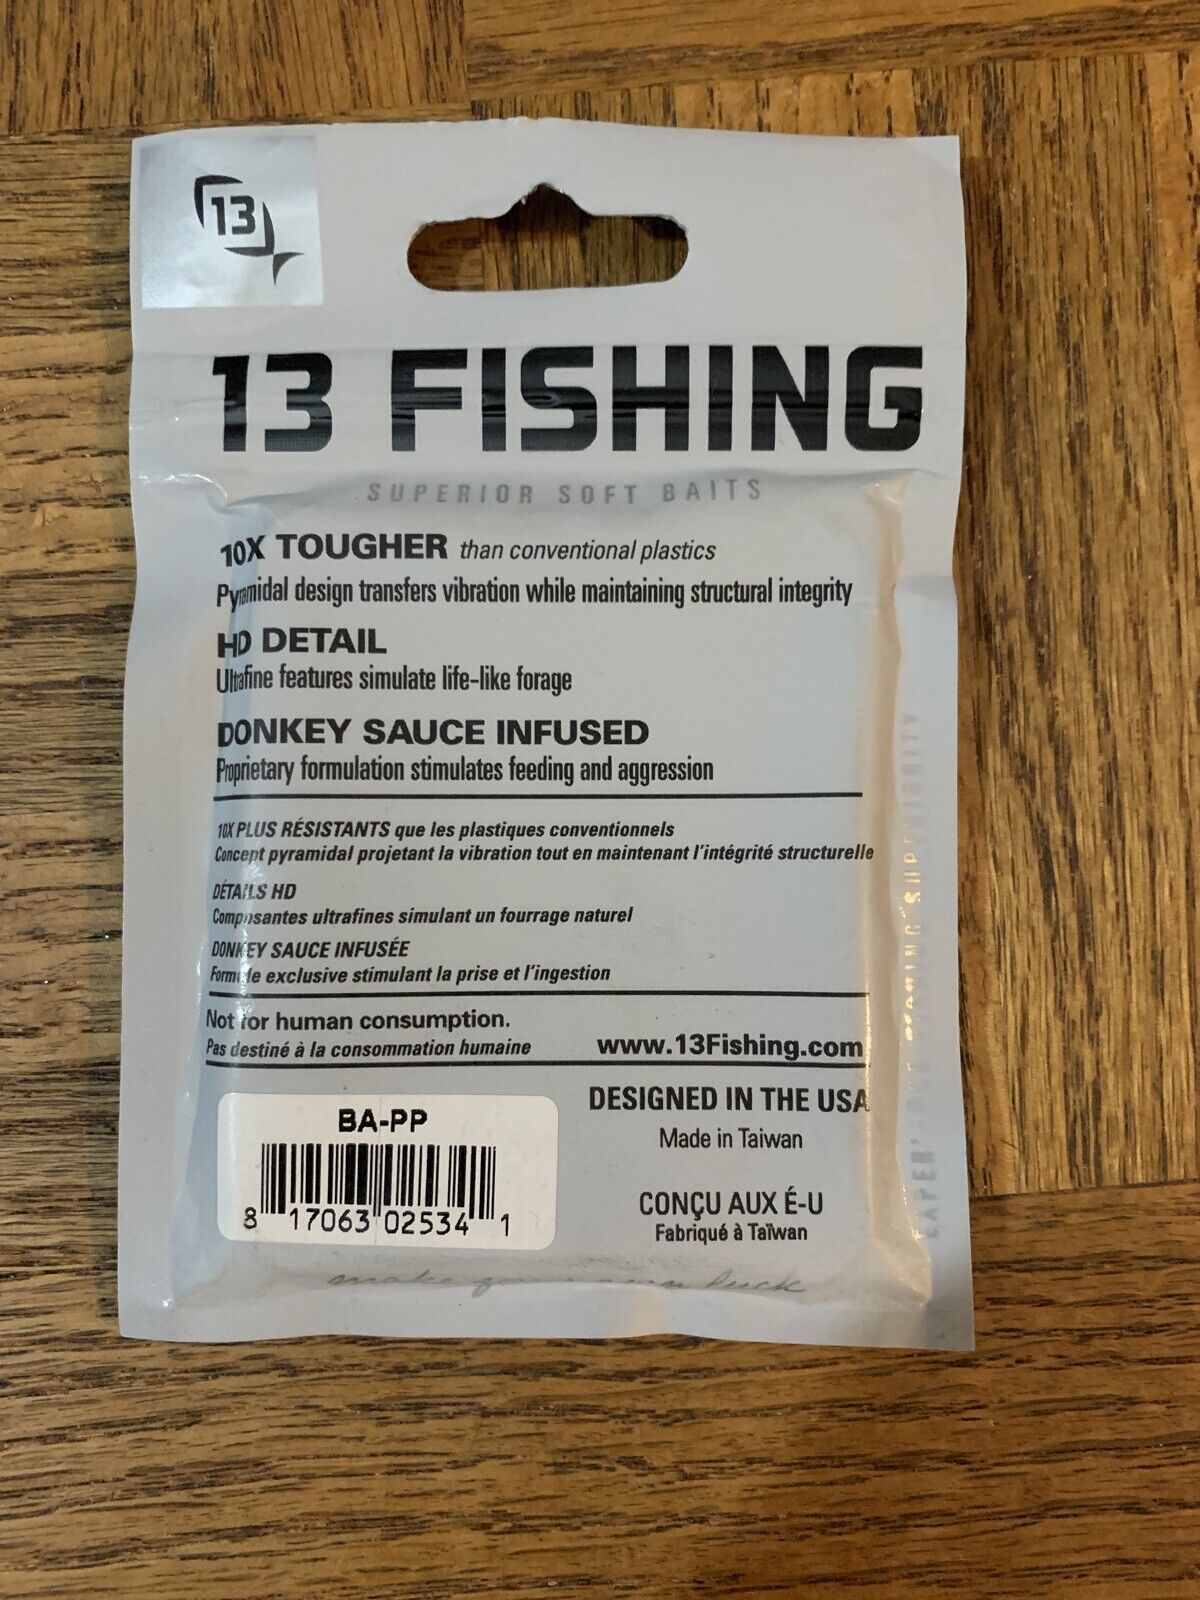 13
13 FISHING
SUPERIOR SOFT BAITS
10X TOUGHER than conventional plastics
Pyramidal design transfers vibration while maintaining structural integrity
HD DETAIL
Ultrafine features simulate life-like forage
DONKEY SAUCE INFUSED
Proprietary formulation stimulates feeding and aggression
10X PLUS RÉSISTANTS que les plastiques conventionnels
Concept pyramidal projetant la vibration tout en maintenant l'intégrité structurelle
DÉTAILS HD
Composantes ultrafines simulant un fourrage naturel
DONKEY SAUCE INFUSÉE
Formule exclusive stimulant la prise et l'ingestion
Not for human consumption.
Pas destiné à la consommation humaine
www.13Fishing.com
BA-PP
8 17063 02534 1
DESIGNED IN THE USA
Made in Taiwan
CONÇU AUX É-U
Fabriqué à Taïwan
make your own luck